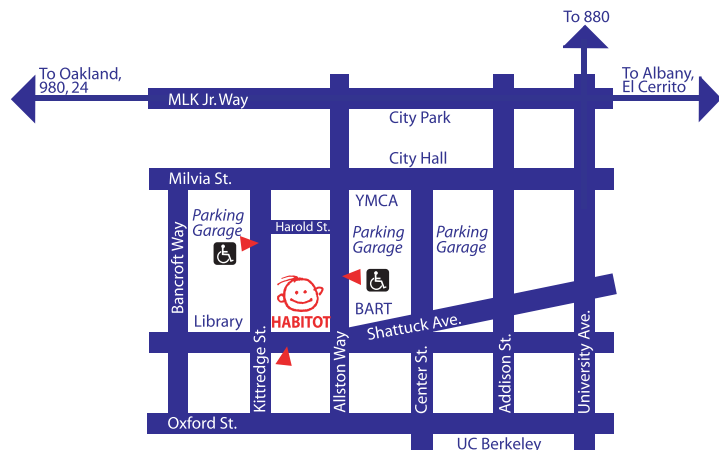 To 880
To Oakland,
980, 24
To Albany,
El Cerrito
MLK Jr. Way
City Park
City Hall
Milvia St.
YMCA
Parking
Garage
Harold St.
Parking
Garage
Parking
Garage
Bancroft Way
HABITOT
BART
Library
Shattuck Ave.
Kittredge St.
Allston Way
Center St.
Addison St.
University Ave.
Oxford St.
UC Berkeley